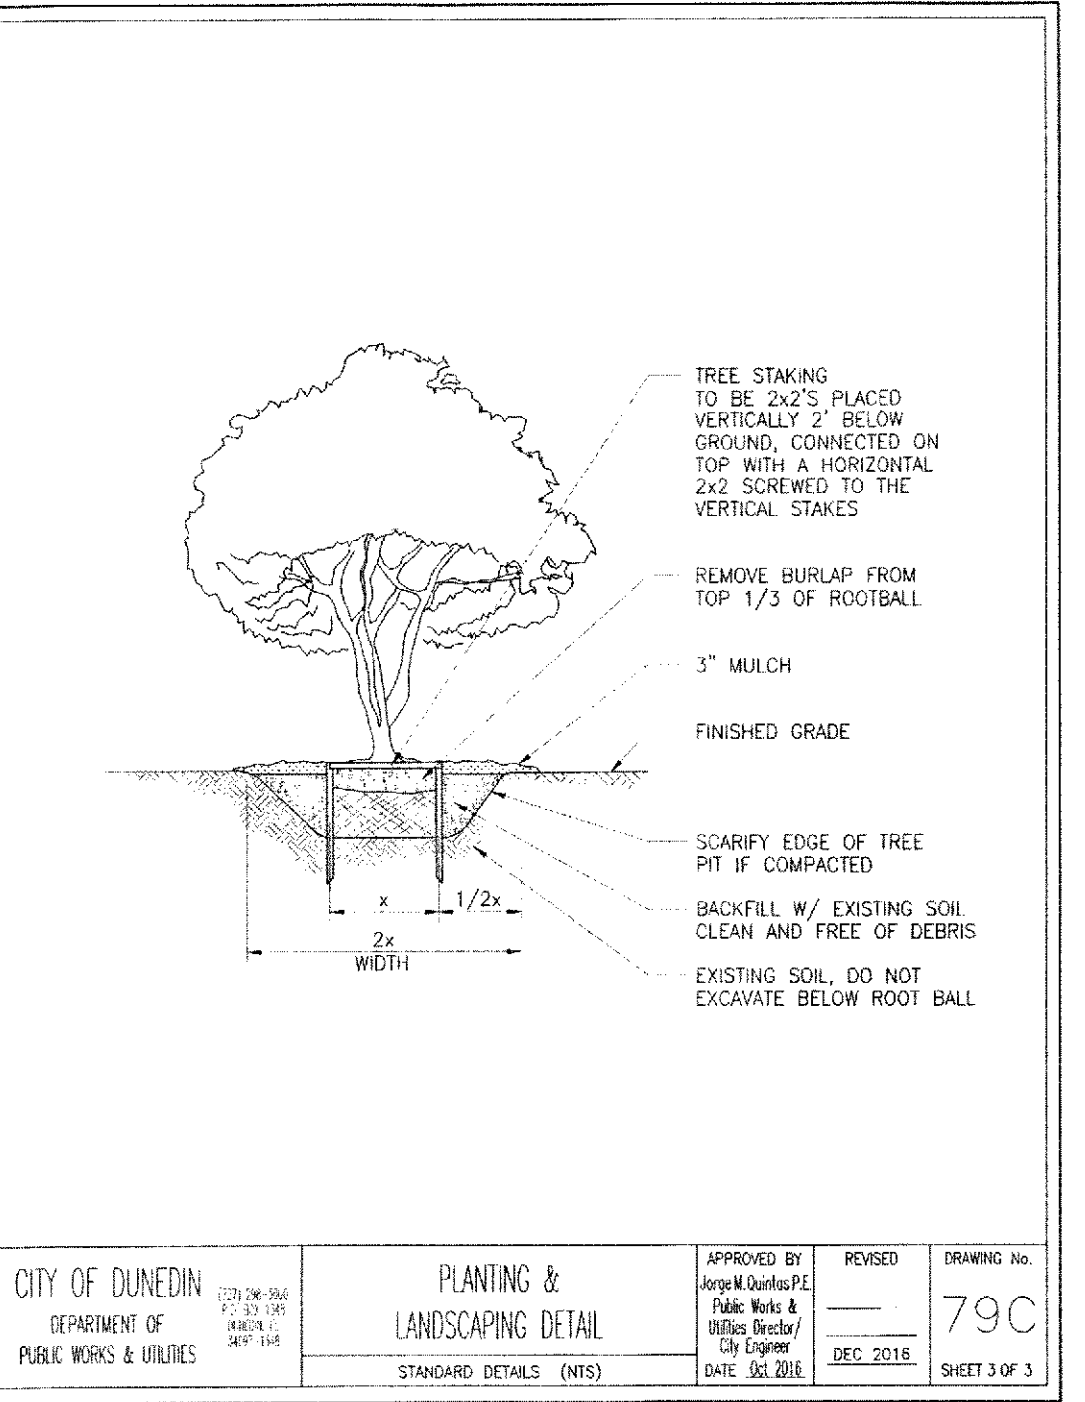 TREE STAKING
TO BE 2x2'S PLACED
VERTICALLY 2' BELOW
GROUND, CONNECTED ON
TOP WITH A HORIZONTAL
2x2 SCREWED TO THE
VERTICAL STAKES
REMOVE BURLAP FROM
TOP 1/3 OF ROOTBALL
3" MULCH
FINISHED GRADE
SCARIFY EDGE OF TREE
PIT IF COMPACTED
BACKFILL W/ EXISTING SOIL
CLEAN AND FREE OF DEBRIS
EXISTING SOIL, DO NOT
EXCAVATE BELOW ROOT BALL
x
1/2x
2x
WIDTH
CITY OF DUNEDIN
DEPARTMENT OF
PUBLIC WORKS & UTILITIES
PLANTING &
LANDSCAPING DETAIL
STANDARD DETAILS (NTS)
APPROVED BY
Jorge M. Quintas P.E.
Public Works &
Utilities Director/
City Engineer
DATE Oct 2016
REVISED
DEC 2016
DRAWING No.
79C
SHEET 3 OF 3